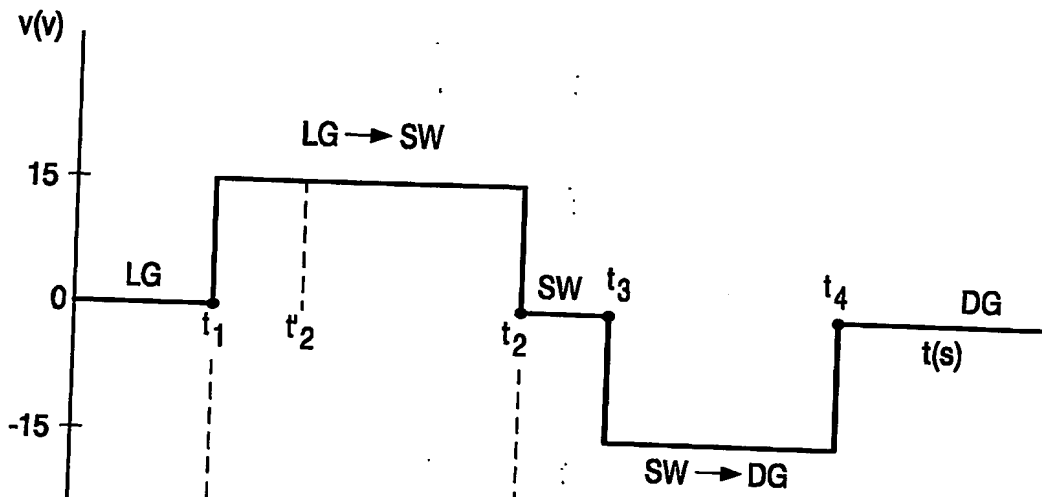 v(v)
LG → SW
15
LG
SW
t3
t4
DG
0
t1
t'2
t2
t(s)
-15
SW → DG